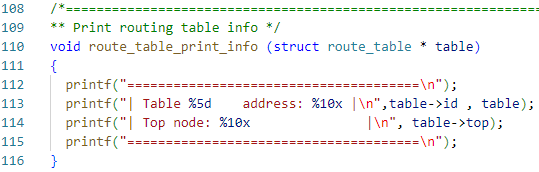 108 /*==============================================================
109 ** Print routing table info */
110 void route_table_print_info (struct route_table * table)
111 {
112   printf("=======================================\n");
113   printf("| Table %5d    address: %10x |\n",table->id , table);
114   printf("| Top node: %10x               |\n", table->top);
115   printf("=======================================\n");
116 }